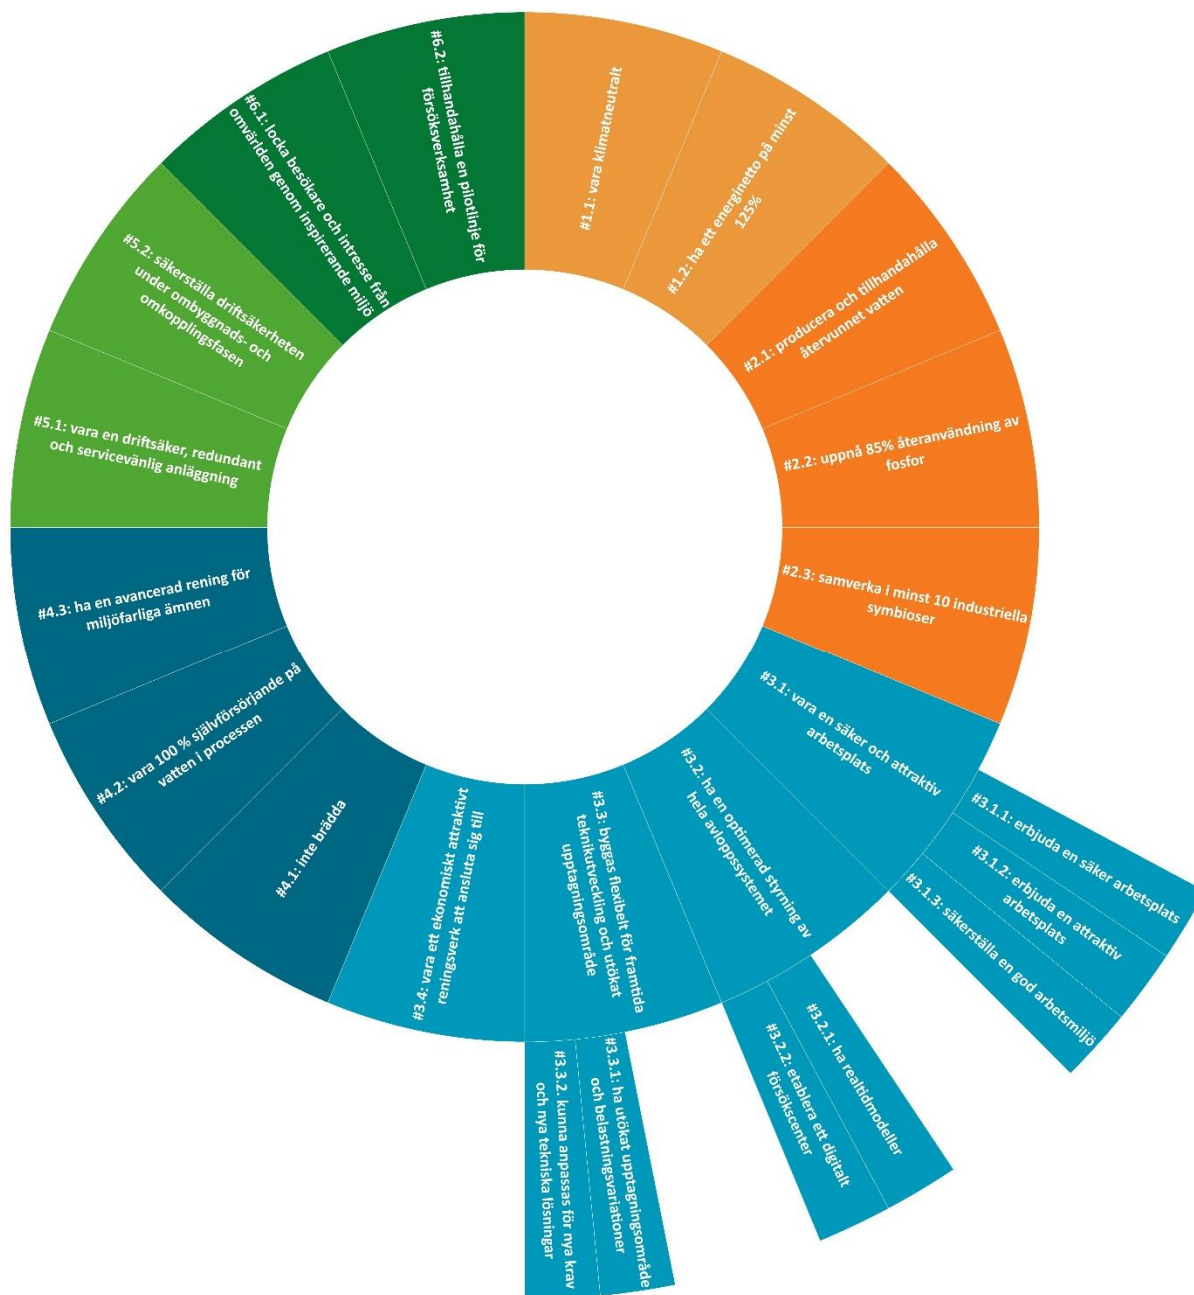 #1.1: vara klimatneutralt
#1.2: ha ett energinetto på minst
125%
#2.1: producera och tillhandahålla
återvunnet vatten
#2.2: uppnå 85% återanvändning av
fosfor
#2.3: samverka i minst 10 industriella
symbioser
#3.1: vara en säker och attraktiv
arbetsplats
#3.1.1: erbjuda en säker arbetsplats
#3.1.2: erbjuda en attraktiv
arbetsplats
#3.1.3: säkerställa en god arbetsmiljö
#3.2: ha en optimerad styrning av
hela avloppssystemet
#3.2.1: ha realtidmodeller
#3.2.2: etablera ett digitalt
försökscenter
#3.3: byggas flexibelt för framtida
teknikutveckling och utökat
upptagningsområde
#3.3.1: ha utökat upptagningsområde
och belastningsvariationer
#3.3.2. kunna anpassas för nya krav
och nya tekniska lösningar
#3.4: vara ett ekonomiskt attraktivt
reningsverk att ansluta sig till
#4.1: inte brädda
#4.2: vara 100 % självförsörjande på
vatten i processen
#4.3: ha en avancerad rening för
miljöfarliga ämnen
#5.1: vara en driftsäker, redundant
och servicevänlig anläggning
#5.2: säkerställa driftsäkerheten
under ombyggnads- och
omkopplingsfasen
#6.1: locka besökare och intresse från
omvärlden genom inspirerande miljö
#6.2: tillhandahålla en pilotlinje för
försöksverksamhet